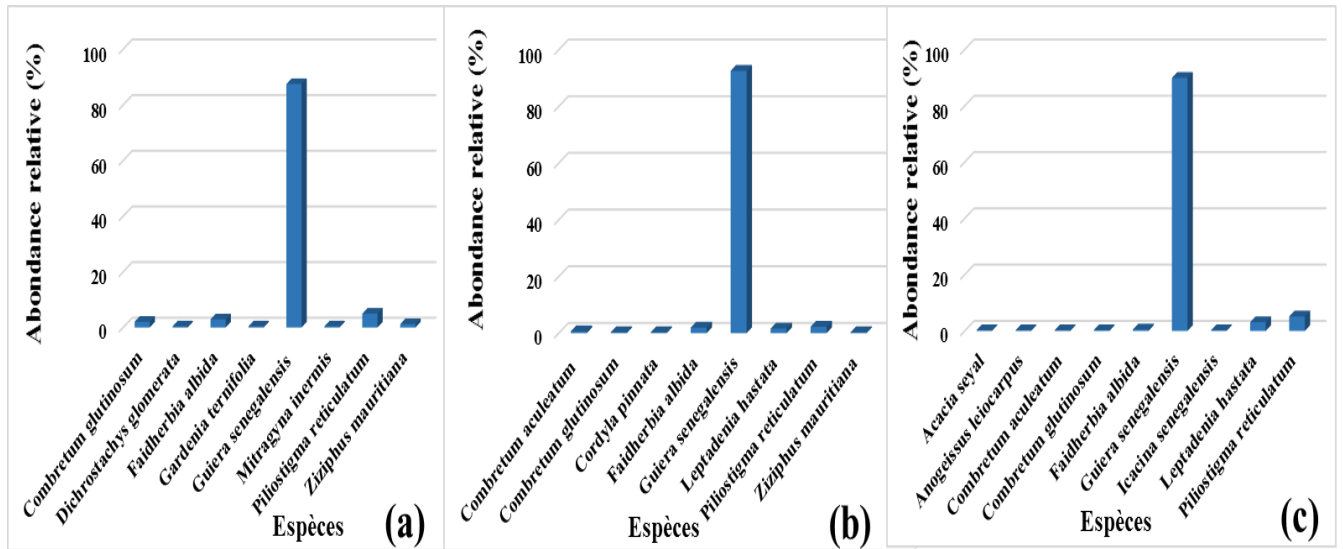 Abondance relative (%)
100
80
60
40
20
0
Combretum glutinosum
Dichrostachys glomerata
Faidherbia albida
Gardenia ternifolia
Guiera senegalensis
Mitragyna inermis
Piliostigma reticulatum
Ziziphus mauritiana
Espèces
(a)
Abondance relative (%)
100
80
60
40
20
0
Combretum aculeatum
Combretum glutinosum
Cordyla pinnata
Faidherbia albida
Guiera senegalensis
Leptadenia hastata
Piliostigma reticulatum
Ziziphus mauritiana
Espèces
(b)
Abondance relative (%)
100
80
60
40
20
0
Acacia seyal
Anogeissus leiocarpus
Combretum aculeatum
Combretum glutinosum
Faidherbia albida
Guiera senegalensis
Icacina senegalensis
Leptadenia hastata
Piliostigma reticulatum
Espèces
(c)